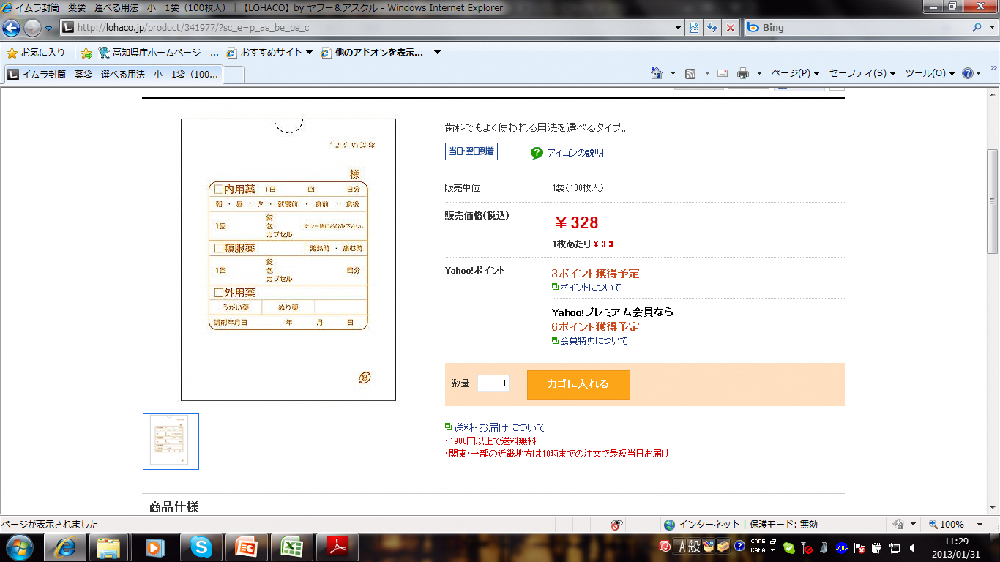 イムラ封筒　薬袋　選べる用法　小　1袋（100枚入） | 【LOHACO】by ヤフー＆アスクル - Windows Internet Explorer
http://lohaco.jp/product/341977/?sc_e=p_as_be_ps_c
Bing
お気に入り
高知県庁ホームページ - ...
おすすめサイト
他のアドオンを表示...
イムラ封筒　薬袋　選べる用法　小　1袋（100...
ページ(P)
セーフティ(S)
ツール(O)
おだいじに。
様
□内用薬 1日 回 日分
朝 ・ 昼 ・ 夕 ・ 就寝前 ・ 食前 ・ 食後
錠
1回 包 ずつ一緒にお飲み下さい。
カプセル
□頓服薬 発熱時 ・ 痛む時
錠
1回 包 回分
カプセル
□外用薬
うがい薬 ぬり薬
調剤年月日 年 月 日
紙
歯科でもよく使われる用法を選べるタイプ。
当日・翌日到着
アイコンの説明
販売単位 1袋(100枚入)
販売価格(税込) ￥328
1枚あたり￥3.3
Yahoo!ポイント 3ポイント獲得予定
ポイントについて
Yahoo!プレミアム会員なら
6ポイント獲得予定
会員特典について
数量 1 カゴに入れる
送料・お届けについて
・1900円以上で送料無料
・関東・一部の近畿地方は10時までの注文で最短当日お届け
商品仕様
ページが表示されました
インターネット | 保護モード: 無効
100%
A 般
CAPS
KANA
11:29
2013/01/31